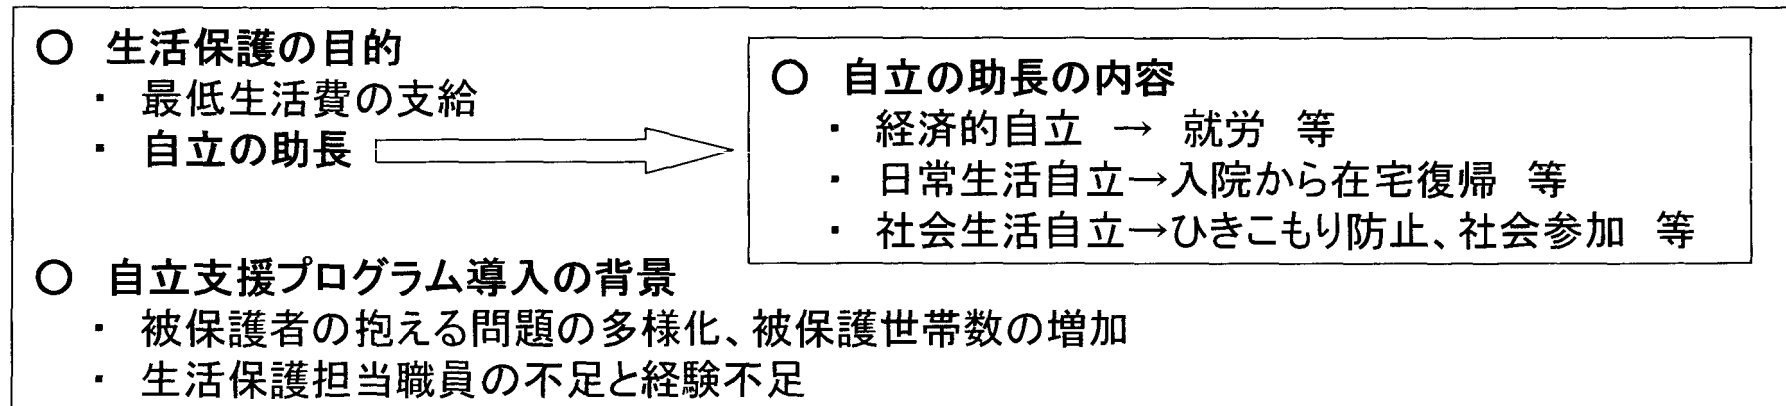 ○ 生活保護の目的
・ 最低生活費の支給
・ 自立の助長
○ 自立の助長の内容
・ 経済的自立 → 就労 等
・ 日常生活自立→入院から在宅復帰 等
・ 社会生活自立→ひきこもり防止、社会参加 等
○ 自立支援プログラム導入の背景
・ 被保護者の抱える問題の多様化、被保護世帯数の増加
・ 生活保護担当職員の不足と経験不足